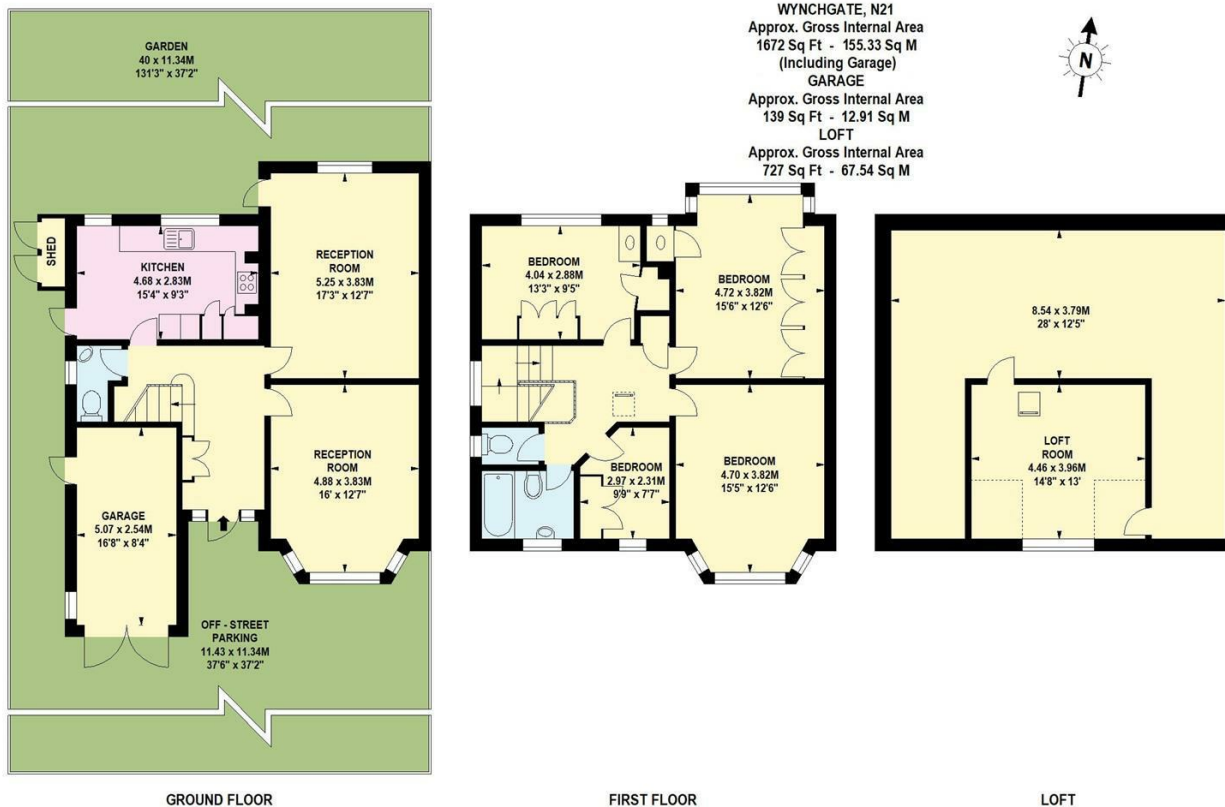 WYNCHGATE, N21
Approx. Gross Internal Area
1672 Sq Ft - 155.33 Sq M
(Including Garage)
GARAGE
Approx. Gross Internal Area
139 Sq Ft - 12.91 Sq M
LOFT
Approx. Gross Internal Area
727 Sq Ft - 67.54 Sq M
N
GARDEN
40 x 11.34M
131'3" x 37'2"
SHED
KITCHEN
4.68 x 2.83M
15'4" x 9'3"
RECEPTION
ROOM
5.25 x 3.83M
17'3" x 12'7"
RECEPTION
ROOM
4.88 x 3.83M
16' x 12'7"
GARAGE
5.07 x 2.54M
16'8" x 8'4"
OFF - STREET
PARKING
11.43 x 11.34M
37'6" x 37'2"
GROUND FLOOR
BEDROOM
4.04 x 2.88M
13'3" x 9'5"
BEDROOM
4.72 x 3.82M
15'6" x 12'6"
BEDROOM
2.97 x 2.31M
9'9" x 7'7"
BEDROOM
4.70 x 3.82M
15'5" x 12'6"
FIRST FLOOR
8.54 x 3.79M
28' x 12'5"
LOFT
ROOM
4.46 x 3.96M
14'8" x 13'
LOFT